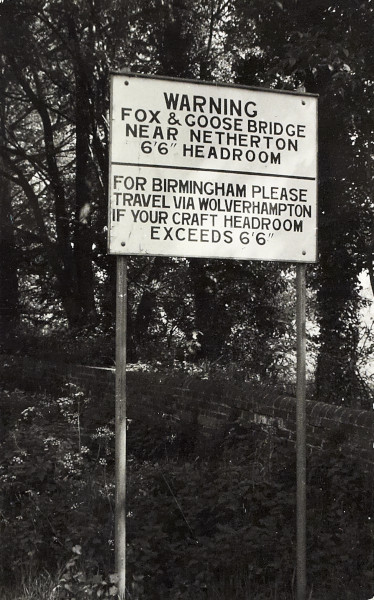 WARNING
FOX & GOOSE BRIDGE
NEAR NETHERTON
6'6" HEADROOM
FOR BIRMINGHAM PLEASE
TRAVEL VIA WOLVERHAMPTON
IF YOUR CRAFT HEADROOM
EXCEEDS 6'6"